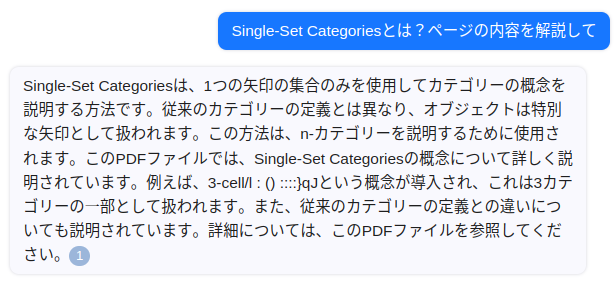 Single-Set Categoriesとは？ページの内容を解説して
Single-Set Categoriesは、1つの矢印の集合のみを使用してカテゴリーの概念を
説明する方法です。従来のカテゴリーの定義とは異なり、オブジェクトは特別
な矢印として扱われます。この方法は、n-カテゴリーを説明するために使用さ
れます。このPDFファイルでは、Single-Set Categoriesの概念について詳しく説
明されています。例えば、3-cell/l : () ::::}qJという概念が導入され、これは3カテ
ゴリーの一部として扱われます。また、従来のカテゴリーの定義との違いにつ
いても説明されています。詳細については、このPDFファイルを参照してくだ
さい。 1